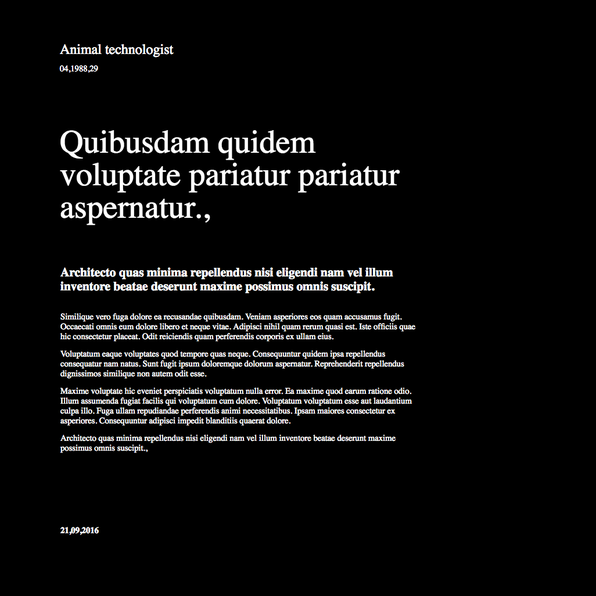 Animal technologist
04,1988,29
Quibusdam quidem
voluptate pariatur pariatur
aspernatur.,
Architecto quas minima repellendus nisi eligendi nam vel illum
inventore beatae deserunt maxime possimus omnis suscipit.
Similique vero fuga dolore ea recusandae quibusdam. Veniam asperiores eos quam accusamus fugit.
Occaecati omnis eum dolore libero et neque vitae. Adipisci nihil quam rerum quasi est. Iste officiis quae
hic consectetur placeat. Odit reiciendis quam perferendis corporis ex ullam eius.
Voluptatum eaque voluptates quod tempore quas neque. Consequuntur quidem ipsa repellendus
consequatur nam natus. Sunt fugit ipsum doloremque dolorum aspernatur. Reprehenderit repellendus
dignissimos similique non autem odit esse.
Maxime voluptate hic eveniet perspiciatis voluptatum nulla error. Ea maxime quod earum ratione odio.
Illum assumenda fugiat facilis qui voluptatum cum dolore. Voluptatum voluptatum esse aut laudantium
culpa illo. Fuga ullam repudiandae perferendis animi necessitatibus. Ipsam maiores consectetur ex
asperiores. Consequuntur adipisci impedit blanditiis quaerat dolore.
Architecto quas minima repellendus nisi eligendi nam vel illum inventore beatae deserunt maxime
possimus omnis suscipit.,
21,09,2016